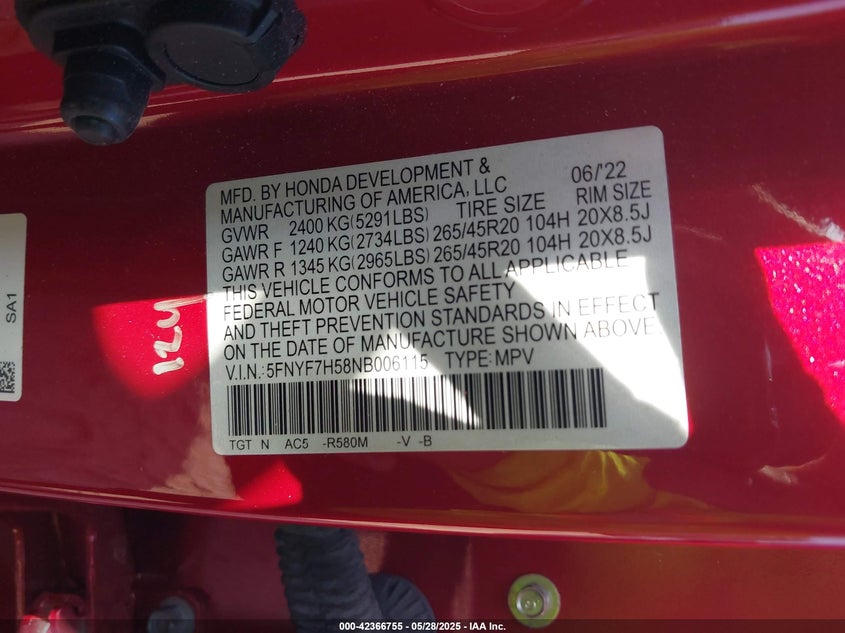 MFD. BY HONDA DEVELOPMENT & 06/'22
MANUFACTURING OF AMERICA, LLC
GVWR 2400 KG(5291LBS) TIRE SIZE RIM SIZE
GAWR F 1240 KG(2734LBS) 265/45R20 104H 20X8.5J
GAWR R 1345 KG(2965LBS) 265/45R20 104H 20X8.5J
THIS VEHICLE CONFORMS TO ALL APPLICABLE
FEDERAL MOTOR VEHICLE SAFETY
AND THEFT PREVENTION STANDARDS IN EFFECT
ON THE DATE OF MANUFACTURE SHOWN ABOVE.
V.I.N.:5FNYF7H58NB006115 TYPE:MPV
TGT N AC5 -R580M -V -B
SA1
124
000-42366755 - 05/28/2025 - IAA Inc.